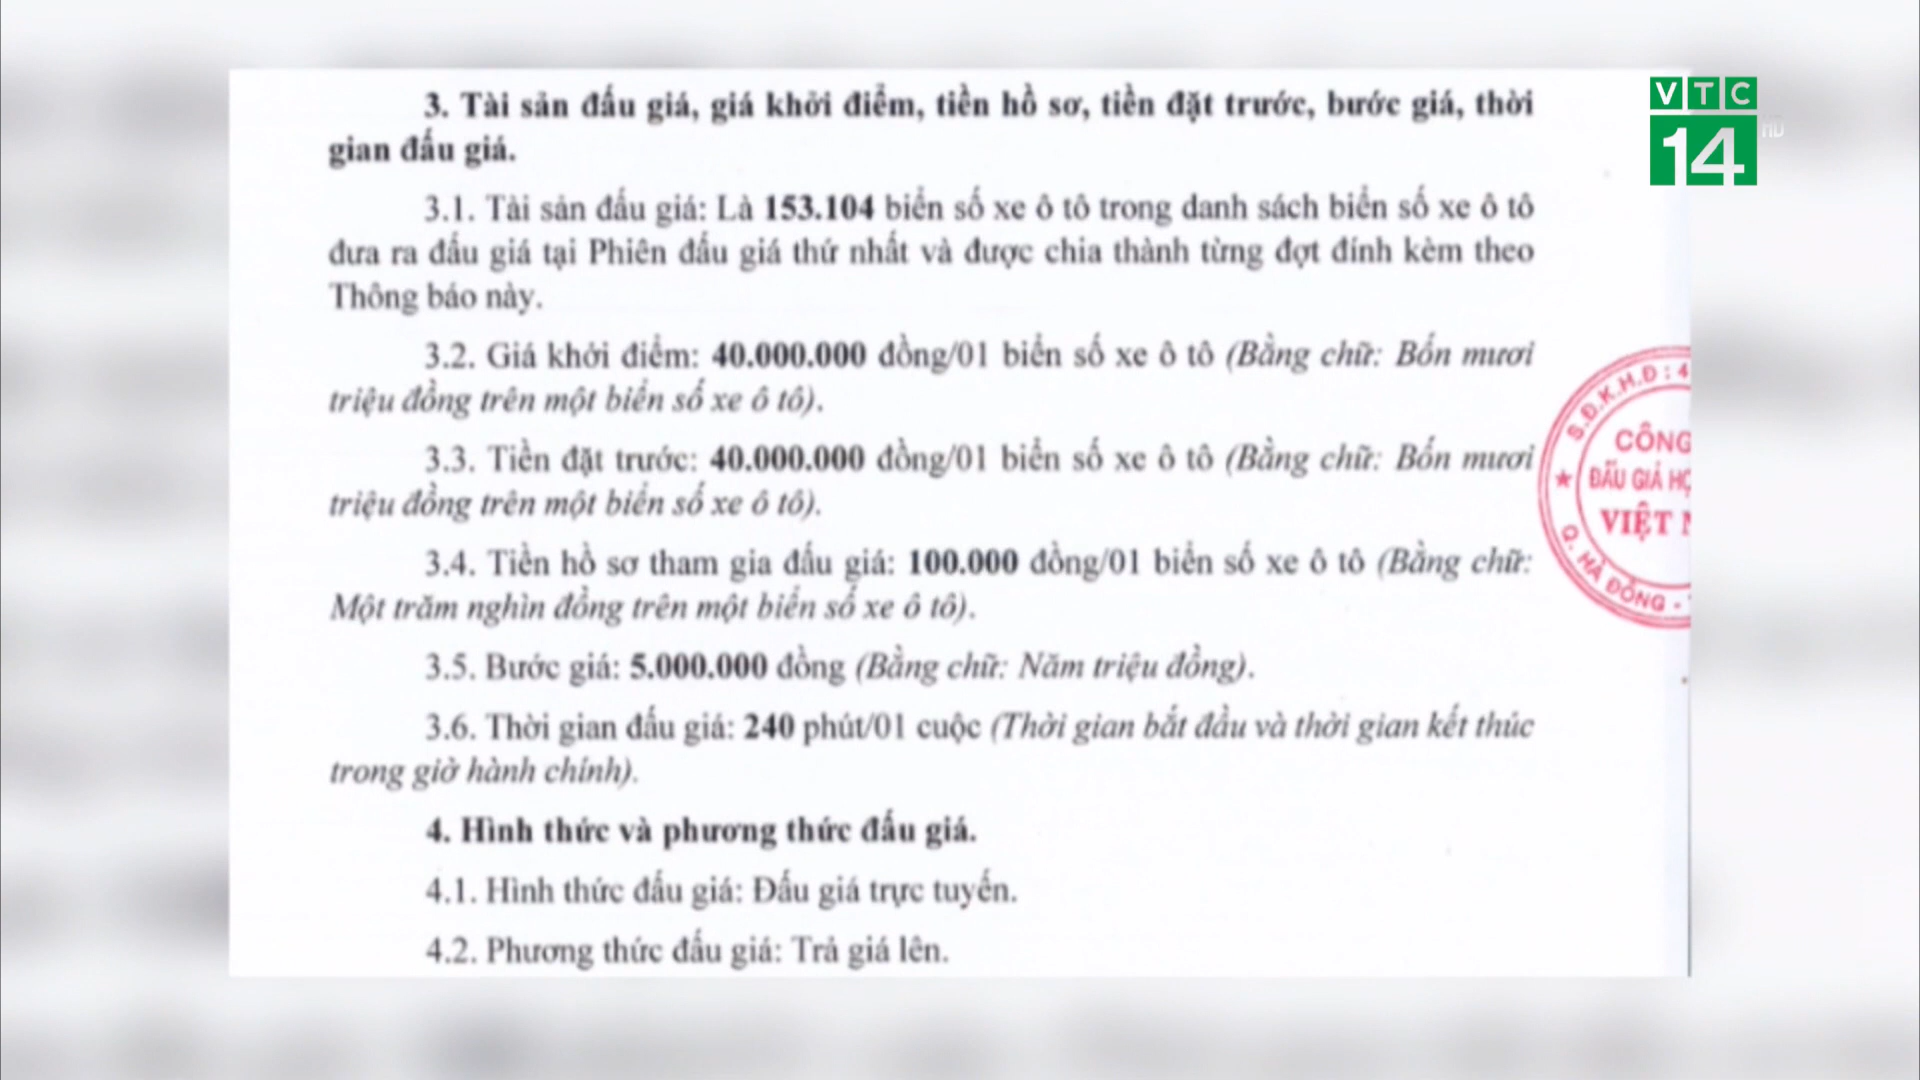 VTC
14
HD
3. Tài sản đấu giá, giá khởi điểm, tiền hồ sơ, tiền đặt trước, bước giá, thời
gian đấu giá.
3.1. Tài sản đấu giá: Là 153.104 biển số xe ô tô trong danh sách biển số xe ô tô
đưa ra đấu giá tại Phiên đấu giá thứ nhất và được chia thành từng đợt đính kèm theo
Thông báo này.
3.2. Giá khởi điểm: 40.000.000 đồng/01 biển số xe ô tô (Bằng chữ: Bốn mươi
triệu đồng trên một biển số xe ô tô).
3.3. Tiền đặt trước: 40.000.000 đồng/01 biển số xe ô tô (Bằng chữ: Bốn mươi
triệu đồng trên một biển số xe ô tô).
3.4. Tiền hồ sơ tham gia đấu giá: 100.000 đồng/01 biển số xe ô tô (Bằng chữ:
Một trăm nghìn đồng trên một biển số xe ô tô).
3.5. Bước giá: 5.000.000 đồng (Bằng chữ: Năm triệu đồng).
3.6. Thời gian đấu giá: 240 phút/01 cuộc (Thời gian bắt đầu và thời gian kết thúc
trong giờ hành chính).
4. Hình thức và phương thức đấu giá.
4.1. Hình thức đấu giá: Đấu giá trực tuyến.
4.2. Phương thức đấu giá: Trả giá lên.
S.Đ.K.H.Đ: 4
CÔNG
ĐẤU GIÁ HỢ
VIỆT N
Q. HÀ ĐÔNG -